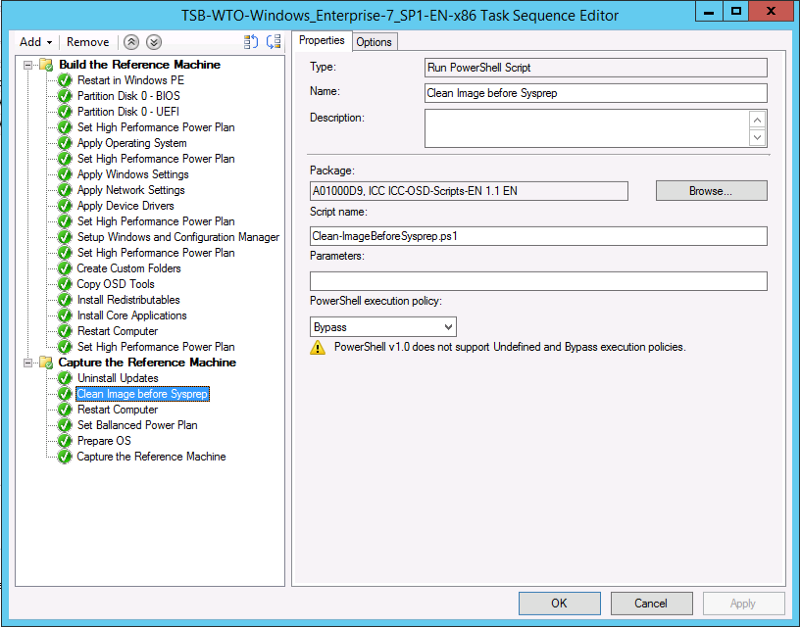 TSB-WTO-Windows_Enterprise-7_SP1-EN-x86 Task Sequence Editor
Add Remove
Build the Reference Machine
Restart in Windows PE
Partition Disk 0 - BIOS
Partition Disk 0 - UEFI
Set High Performance Power Plan
Apply Operating System
Set High Performance Power Plan
Apply Windows Settings
Apply Network Settings
Apply Device Drivers
Set High Performance Power Plan
Setup Windows and Configuration Manager
Set High Performance Power Plan
Create Custom Folders
Copy OSD Tools
Install Redistributables
Install Core Applications
Restart Computer
Set High Performance Power Plan
Capture the Reference Machine
Uninstall Updates
Clean Image before Sysprep
Restart Computer
Set Ballanced Power Plan
Prepare OS
Capture the Reference Machine
Properties Options
Type: Run PowerShell Script
Name: Clean Image before Sysprep
Description:
Package:
A01000D9, ICC ICC-OSD-Scripts-EN 1.1 EN Browse...
Script name:
Clean-ImageBeforeSysprep.ps1
Parameters:
PowerShell execution policy:
Bypass
PowerShell v1.0 does not support Undefined and Bypass execution policies.
OK Cancel Apply